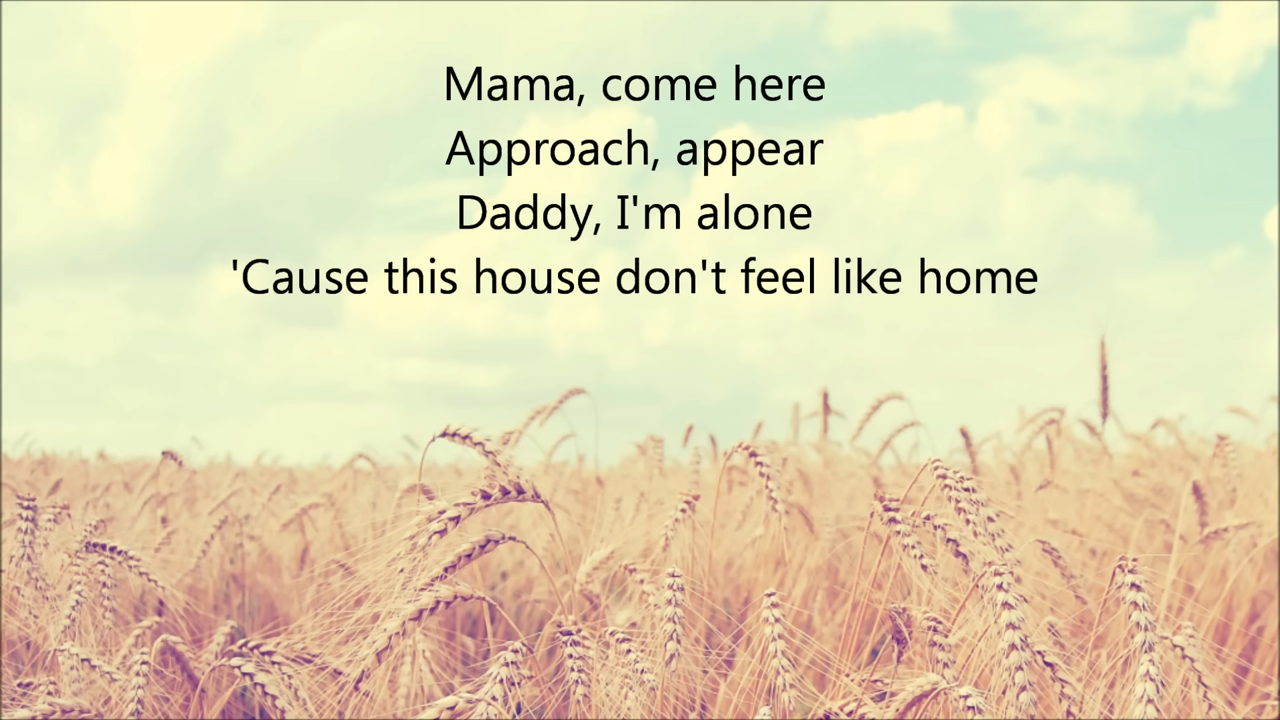 Mama, come here
Approach, appear
Daddy, I'm alone
'Cause this house don't feel like home